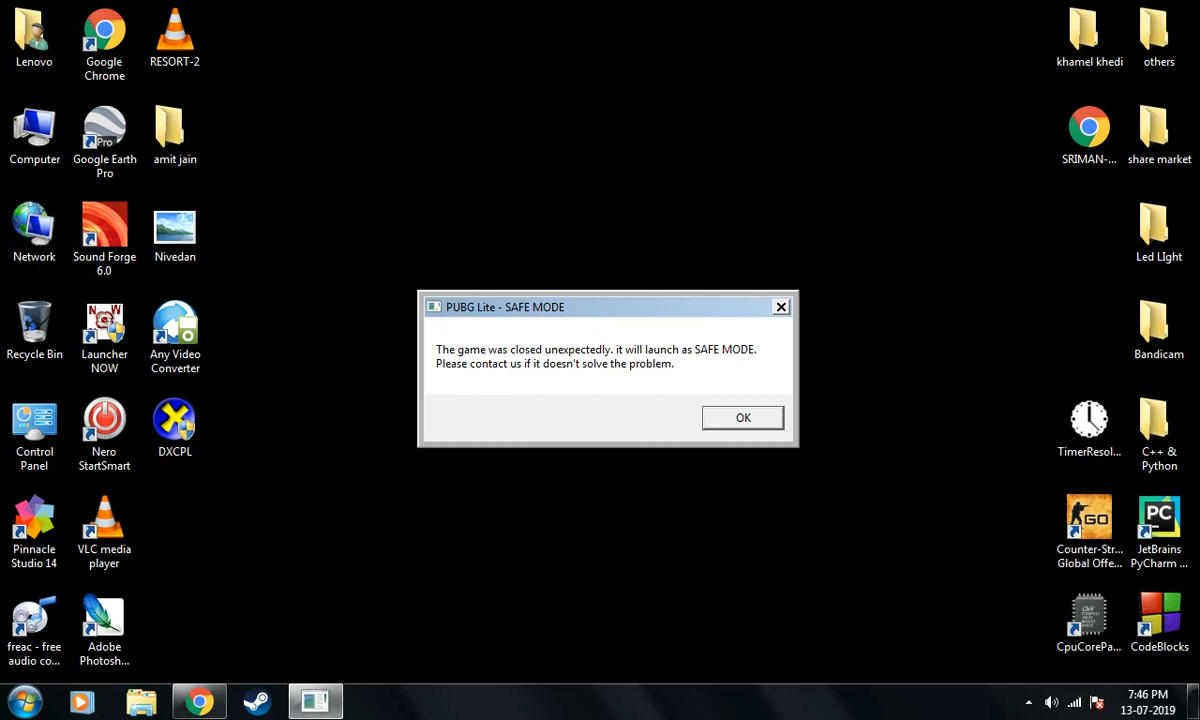 Lenovo
Google
Chrome
RESORT-2
khamel khedi
others
Computer
Pro
Google Earth
Pro
amit jain
SRIMAN-...
share market
Network
Sound Forge
6.0
Nivedan
Led LIght
PUBG Lite - SAFE MODE
The game was closed unexpectedly. it will launch as SAFE MODE.
Please contact us if it doesn't solve the problem.
OK
Recycle Bin
N W
Launcher
NOW
Any Video
Converter
Bandicam
Control
Panel
Nero
StartSmart
DXCPL
TimerResol...
C++ &
Python
Pinnacle
Studio 14
VLC media
player
GO
Counter-Str...
Global Offe...
PC
JetBrains
PyCharm ...
freac - free
audio co...
Adobe
Photosh...
CpuCorePa...
CodeBlocks
7:46 PM
13-07-2019